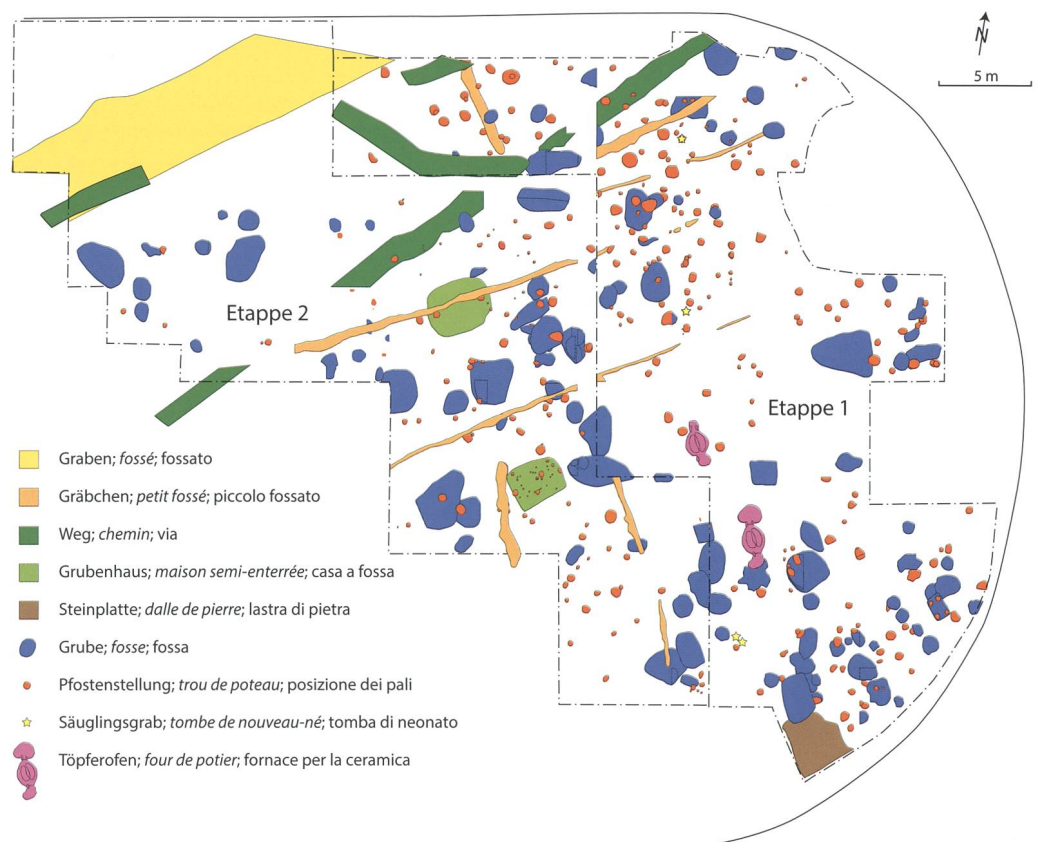 N
5 m
Etappe 2
Etappe 1
Graben; fossé; fossato
Gräbchen; petit fossé; piccolo fossato
Weg; chemin; via
Grubenhaus; maison semi-enterrée; casa a fossa
Steinplatte; dalle de pierre; lastra di pietra
Grube; fosse; fossa
Pfostenstellung; trou de poteau; posizione dei pali
Säuglingsgrab; tombe de nouveau-né; tomba di neonato
Töpferofen; four de potier; fornace per la ceramica